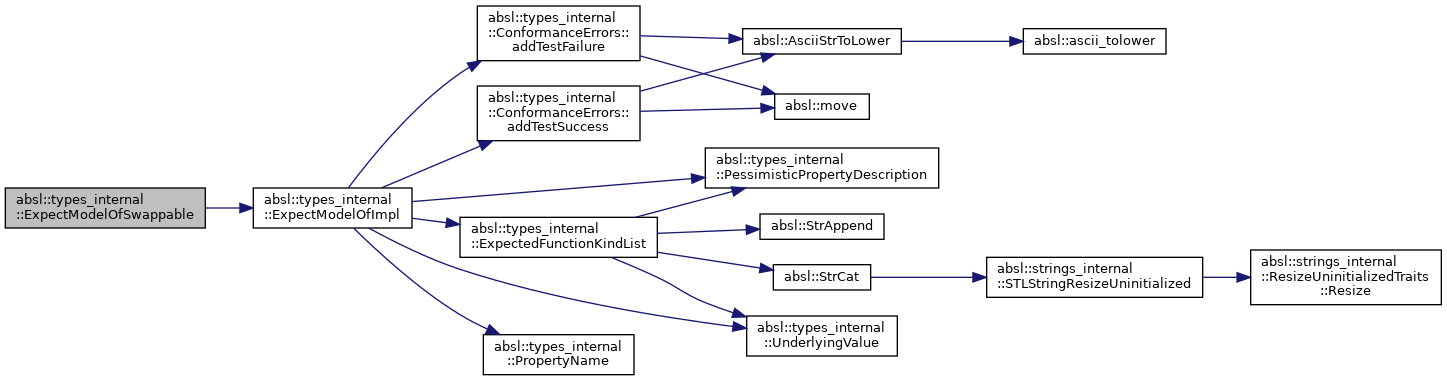 absl::types_internal
::ExpectModelOfSwappable
absl::types_internal
::ExpectModelOfImpl
absl::types_internal
::ConformanceErrors::
addTestFailure
absl::types_internal
::ConformanceErrors::
addTestSuccess
absl::types_internal
::ExpectedFunctionKindList
absl::types_internal
::PropertyName
absl::AsciiStrToLower
absl::move
absl::types_internal
::PessimisticPropertyDescription
absl::StrAppend
absl::StrCat
absl::types_internal
::UnderlyingValue
absl::ascii_tolower
absl::strings_internal
::STLStringResizeUninitialized
absl::strings_internal
::ResizeUninitializedTraits
::Resize